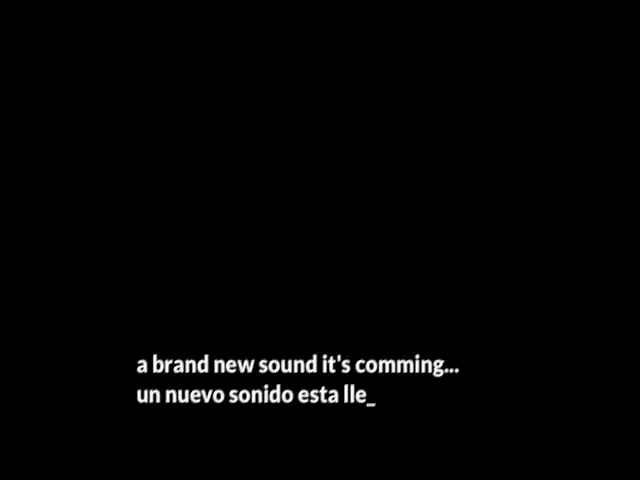 a brand new sound it's comming...
un nuevo sonido esta lle_